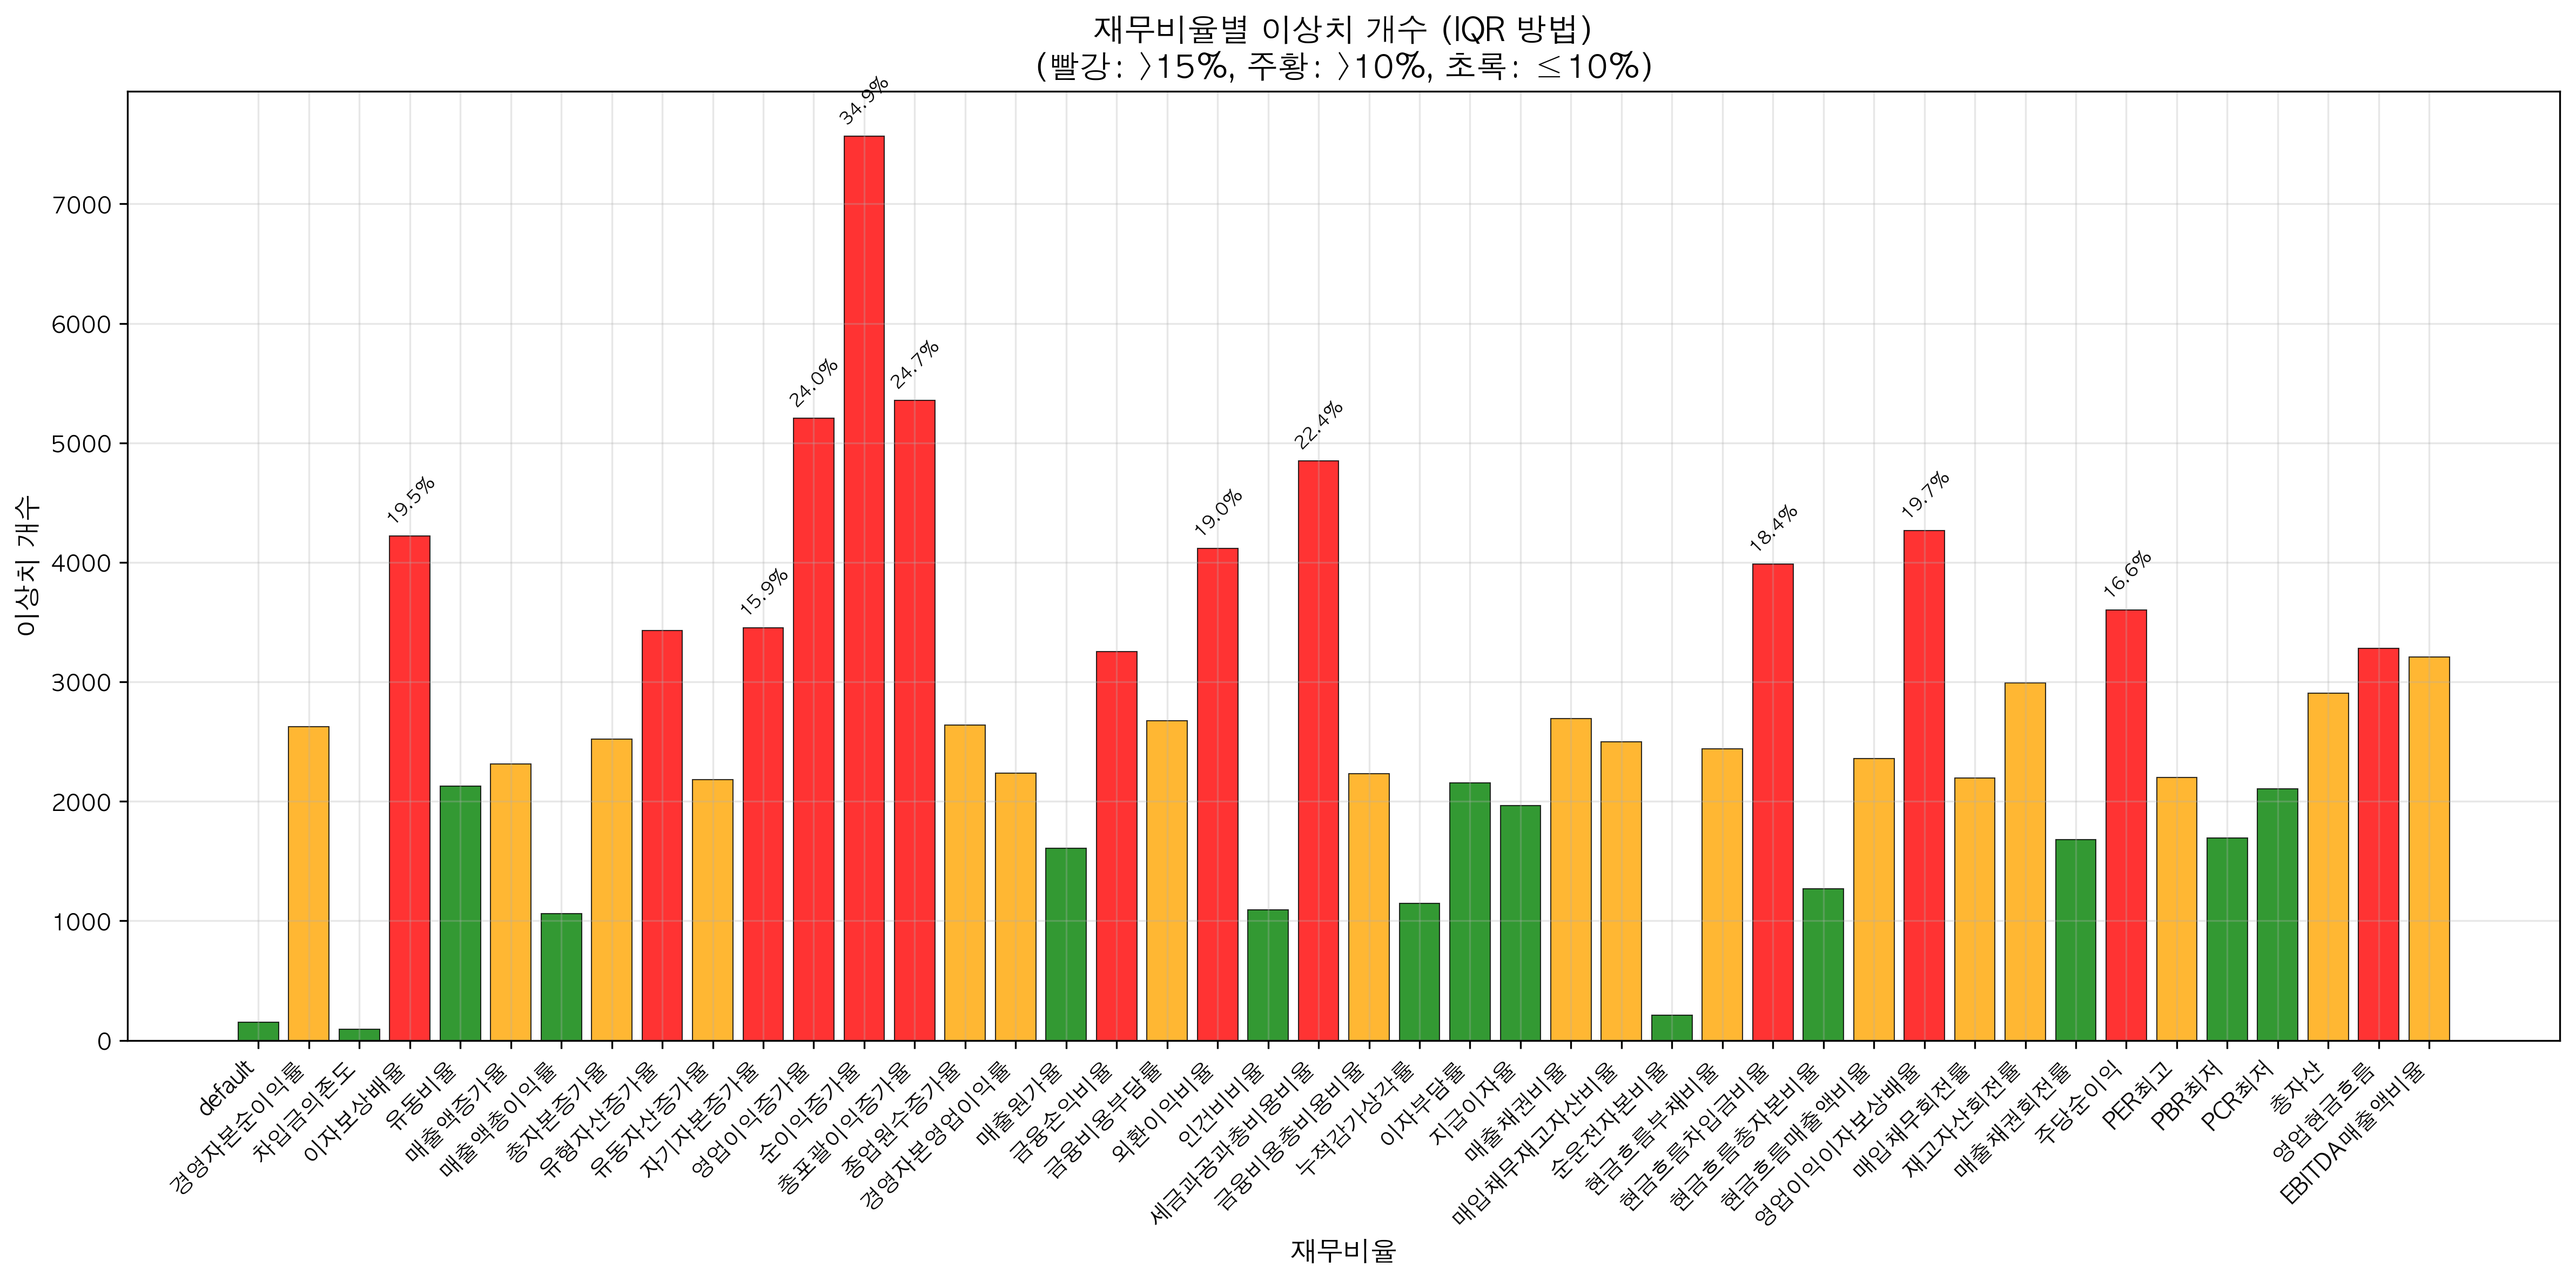 재무비율별 이상치 개수 (IQR 방법)
(빨강: >15%, 주황: >10%, 초록: ≤10%)
이상치 개수
7000
6000
5000
4000
3000
2000
1000
0
19.5%
15.9%
24.0%
34.9%
24.7%
19.0%
22.4%
18.4%
19.7%
16.6%
default
경영자본순이익률
차입금의존도
이자보상배율
유동비율
매출액증가율
매출액총이익률
총자본증가율
유형자산증가율
유동자산증가율
자기자본증가율
영업이익증가율
순이익증가율
총포괄이익증가율
종업원수증가율
경영자본영업이익률
매출원가율
금융손익비율
금융비용부담률
외환이익비율
인건비비율
세금과공과총비용비율
금융비용총비용비율
누적감가상각률
이자부담률
지급이자율
매출채권비율
매입채무재고자산비율
순운전자본비율
현금흐름부채비율
현금흐름차입금비율
현금흐름총자본비율
현금흐름매출액비율
영업이익이자보상배율
매입채무회전률
재고자산회전률
매출채권회전률
주당순이익
PER최고
PBR최저
PCR최저
총자산
영업현금흐름
EBITDA매출액비율
재무비율